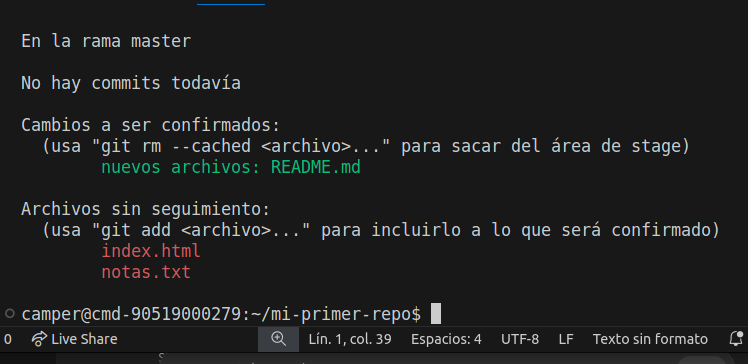 En la rama master
No hay commits todavía
Cambios a ser confirmados:
(usa "git rm --cached <archivo>..." para sacar del área de stage)
nuevos archivos: README.md
Archivos sin seguimiento:
(usa "git add <archivo>..." para incluirlo a lo que será confirmado)
index.html
notas.txt
camper@cmd-90519000279:~/mi-primer-repo$
0 Live Share Lín. 1, col. 39 Espacios: 4 UTF-8 LF Texto sin formato